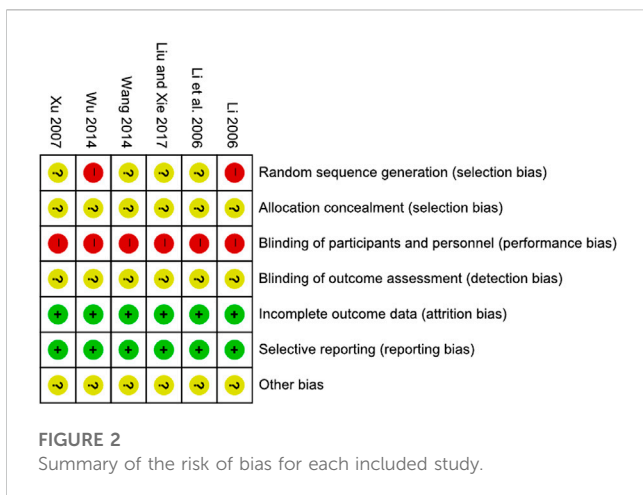 Xu 2007
Wu 2014
Wang 2014
Liu and Xie 2017
Li et al. 2006
Li 2006
? − ? ? ? − Random sequence generation (selection bias)
? ? ? ? ? ? Allocation concealment (selection bias)
− − − − − − Blinding of participants and personnel (performance bias)
? ? ? ? ? ? Blinding of outcome assessment (detection bias)
+ + + + + + Incomplete outcome data (attrition bias)
+ + + + + + Selective reporting (reporting bias)
? ? ? ? ? ? Other bias
FIGURE 2
Summary of the risk of bias for each included study.